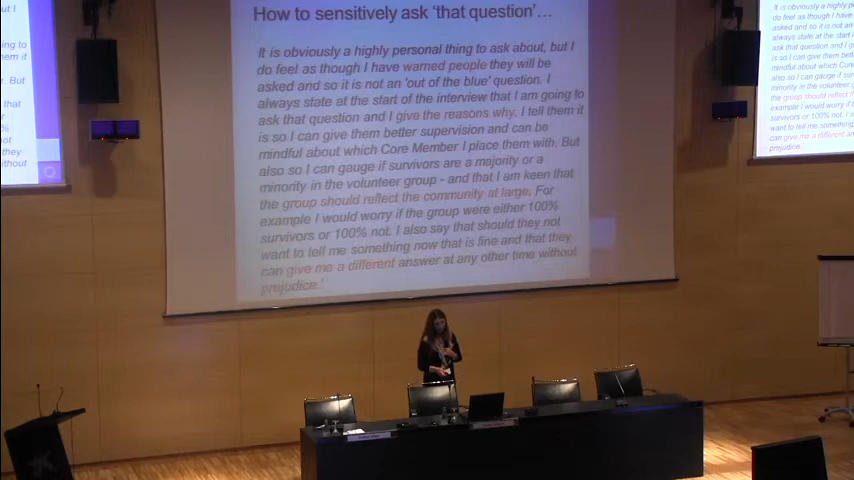 How to sensitively ask 'that question'…
It is obviously a highly personal thing to ask about, but I
do feel as though I have warned people they will be
asked and so it is not an 'out of the blue' question. I
always state at the start of the interview that I am going to
ask that question and I give the reasons why. I tell them it
is so I can give them better supervision and can be
mindful about which Core Member I place them with. But
also so I can gauge if survivors are a majority or a
minority in the volunteer group - and that I am keen that
the group should reflect the community at large. For
example I would worry if the group were either 100%
survivors or 100% not. I also say that should they not
want to tell me something now that is fine and that they
can give me a different answer at any other time without
prejudice.'